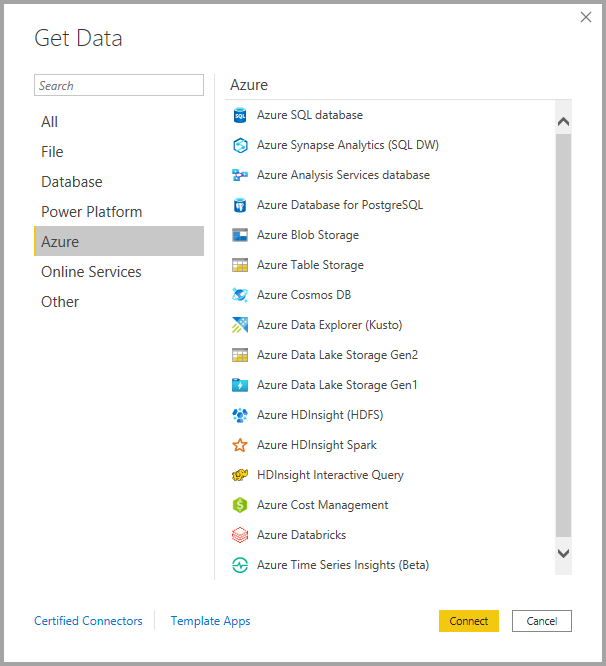 Get Data
Search
All
File
Database
Power Platform
Azure
Online Services
Other
Azure
SQL
Azure SQL database
Azure Synapse Analytics (SQL DW)
Azure Analysis Services database
Azure Database for PostgreSQL
Azure Blob Storage
Azure Table Storage
Azure Cosmos DB
Azure Data Explorer (Kusto)
Azure Data Lake Storage Gen2
Azure Data Lake Storage Gen1
Azure HDInsight (HDFS)
Azure HDInsight Spark
HDInsight Interactive Query
$
Azure Cost Management
Azure Databricks
Azure Time Series Insights (Beta)
Certified Connectors
Template Apps
Connect
Cancel